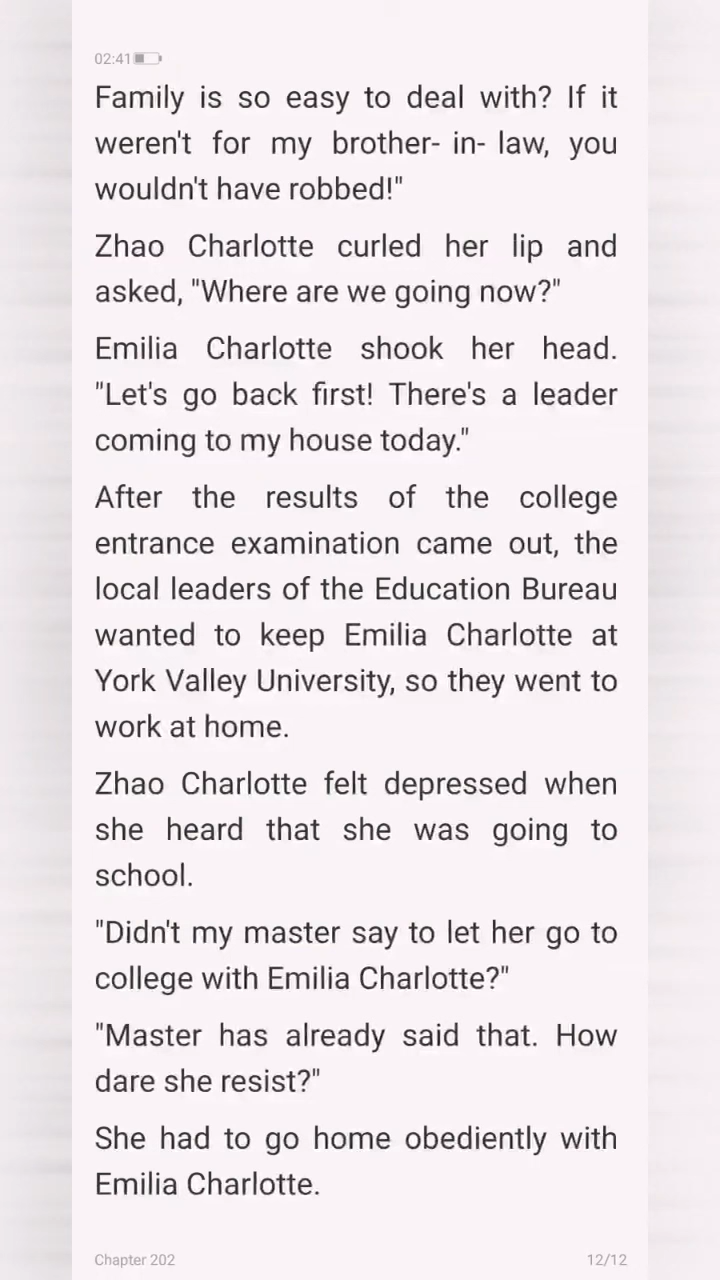 02:41
Family is so easy to deal with? If it
weren't for my brother- in- law, you
wouldn't have robbed!"
Zhao Charlotte curled her lip and
asked, "Where are we going now?"
Emilia Charlotte shook her head.
"Let's go back first! There's a leader
coming to my house today."
After the results of the college
entrance examination came out, the
local leaders of the Education Bureau
wanted to keep Emilia Charlotte at
York Valley University, so they went to
work at home.
Zhao Charlotte felt depressed when
she heard that she was going to
school.
"Didn't my master say to let her go to
college with Emilia Charlotte?"
"Master has already said that. How
dare she resist?"
She had to go home obediently with
Emilia Charlotte.
Chapter 202 12/12